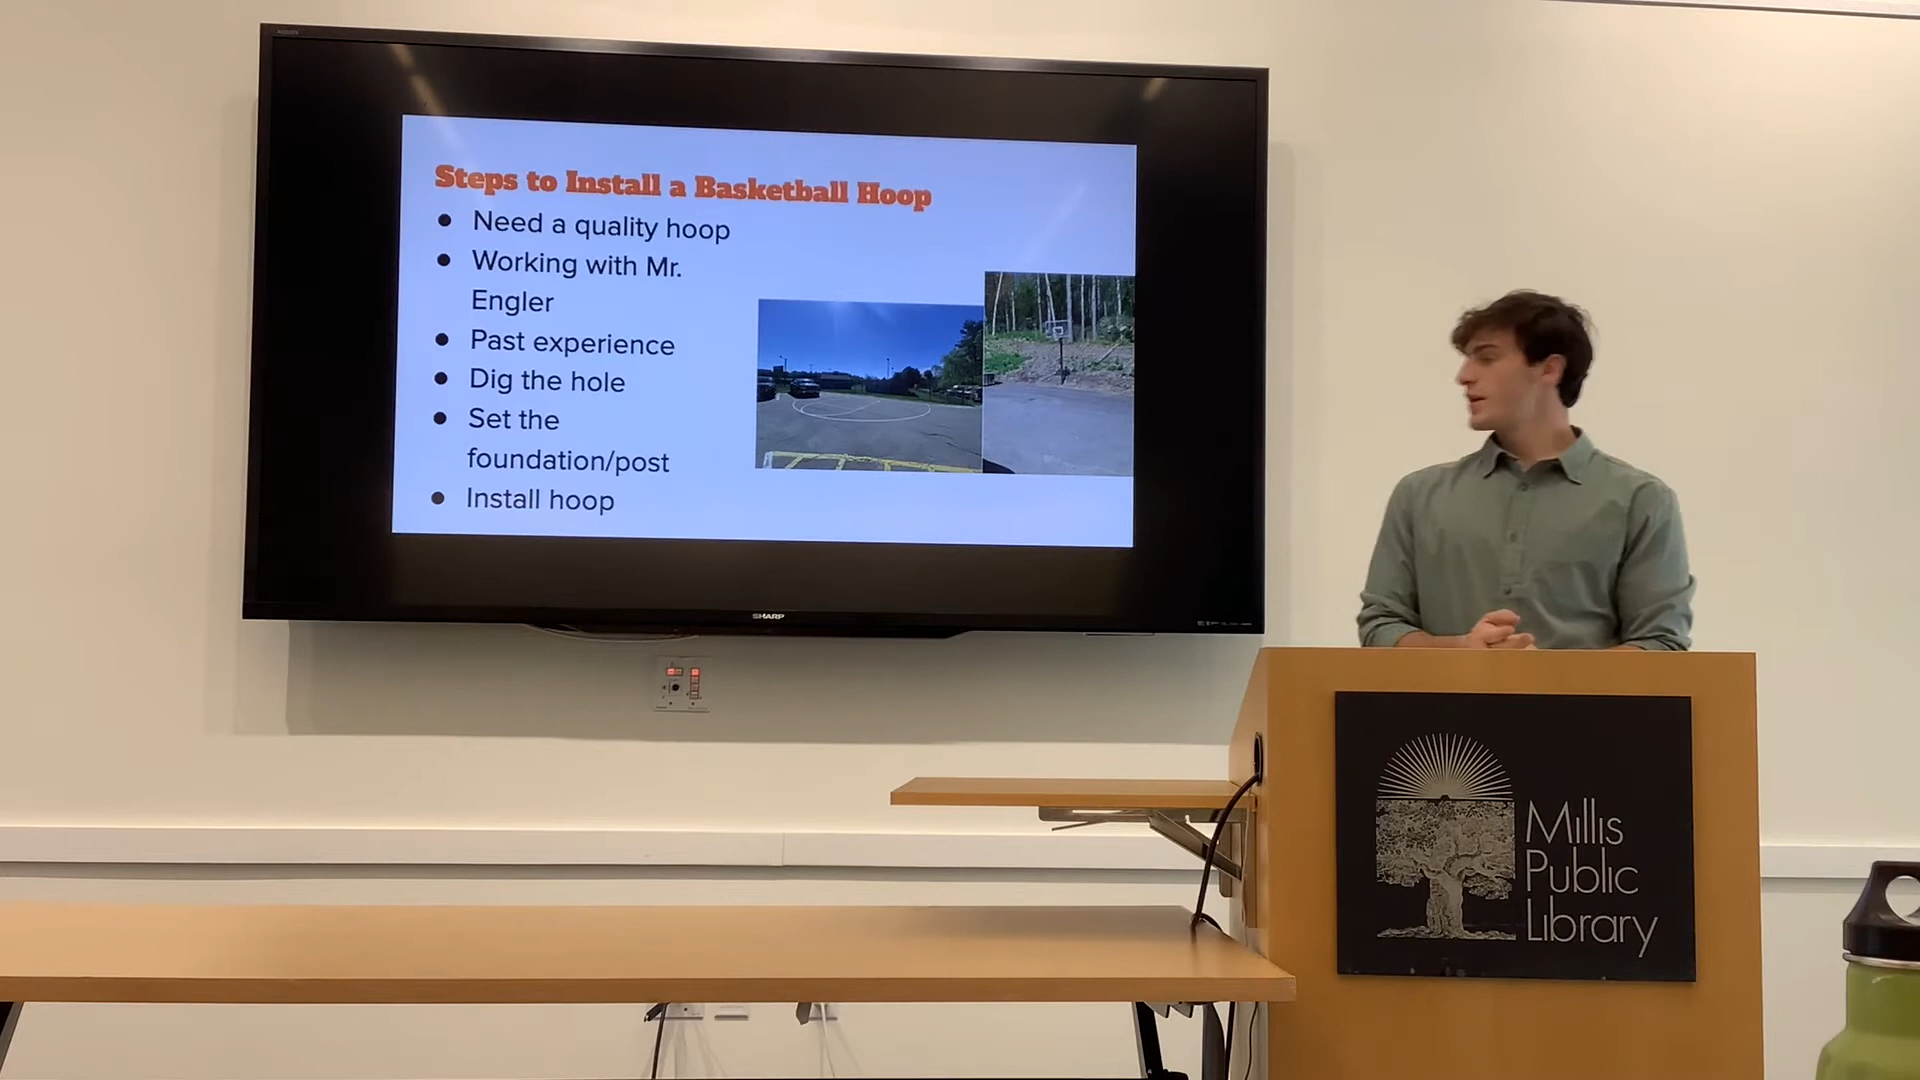 Steps to Install a Basketball Hoop
● Need a quality hoop
● Working with Mr.
Engler
● Past experience
● Dig the hole
● Set the
foundation/post
● Install hoop
SHARP
Millis
Public
Library